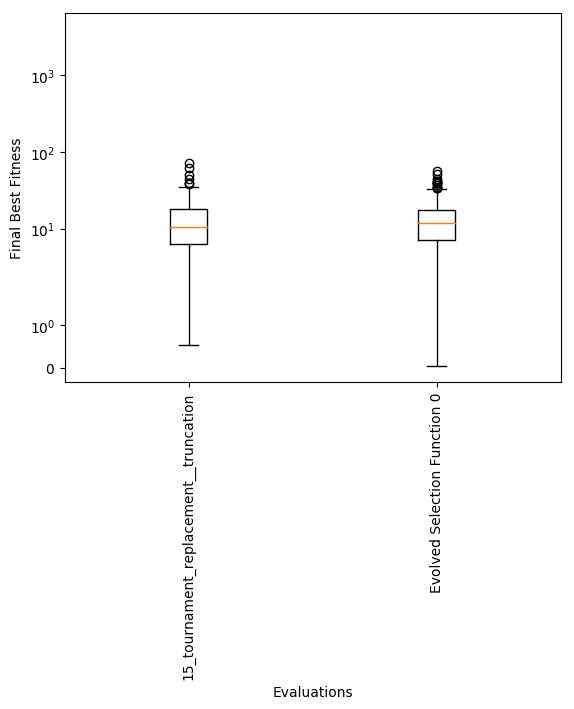 Final Best Fitness
10³
10²
10¹
10⁰
0
15_tournament_replacement__truncation
Evolved Selection Function 0
Evaluations